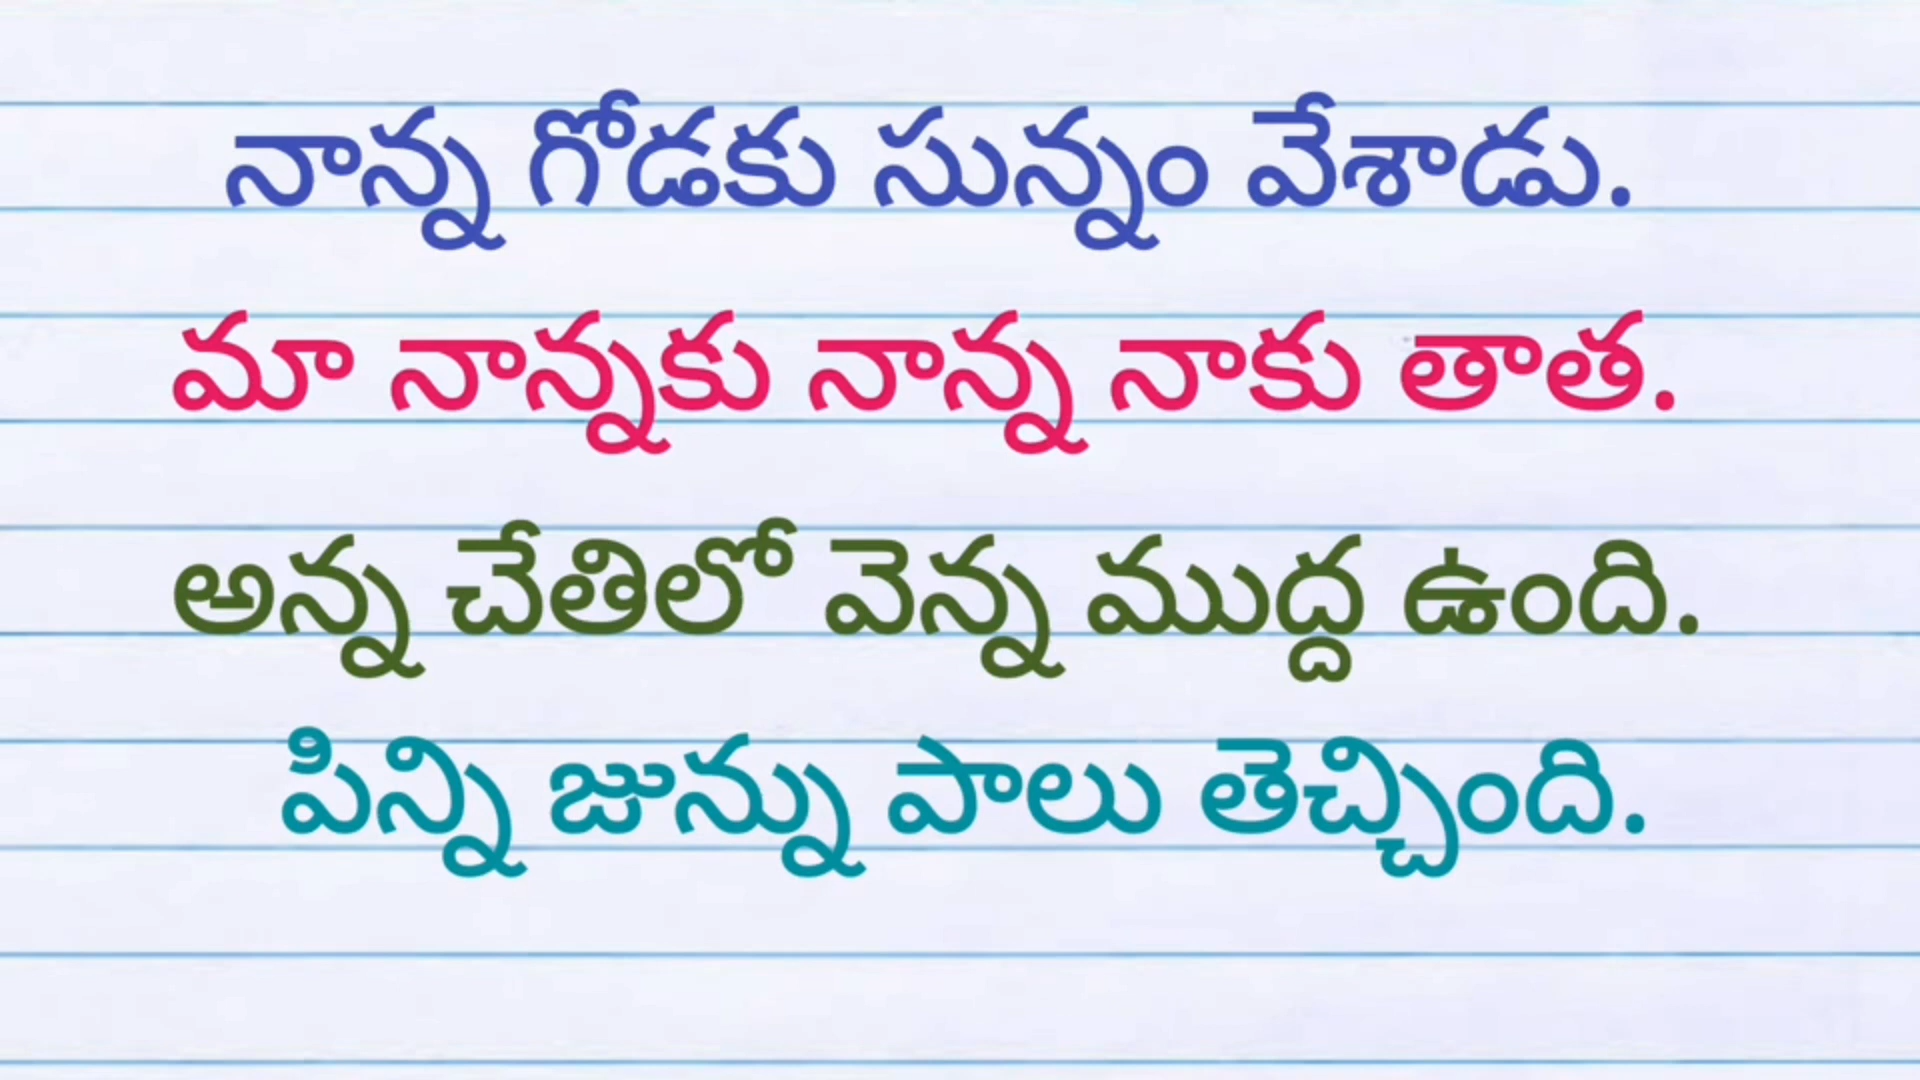 నాన్న గోడకు సున్నం వేశాడు.
మా నాన్నకు నాన్న నాకు తాత.
అన్న చేతిలో వెన్న ముద్ద ఉంది.
పిన్ని జున్ను పాలు తెచ్చింది.